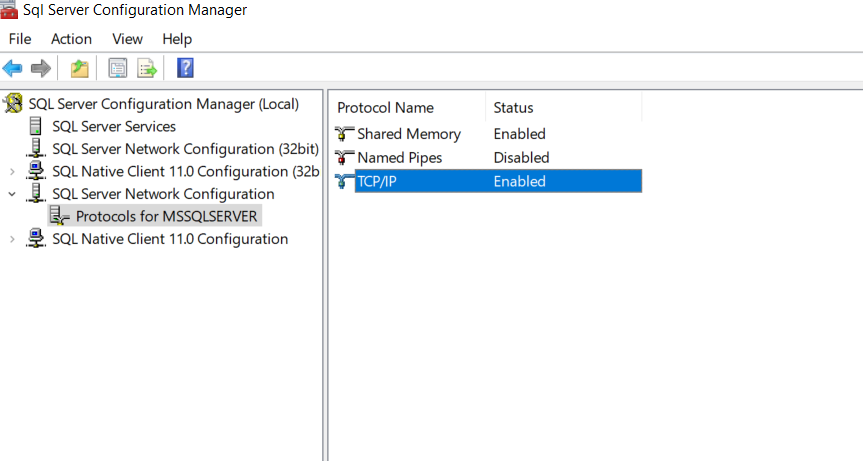 Sql Server Configuration Manager
File Action View Help
SQL Server Configuration Manager (Local)
SQL Server Services
SQL Server Network Configuration (32bit)
SQL Native Client 11.0 Configuration (32b
SQL Server Network Configuration
Protocols for MSSQLSERVER
SQL Native Client 11.0 Configuration
Protocol Name Status
Shared Memory Enabled
Named Pipes Disabled
TCP/IP Enabled